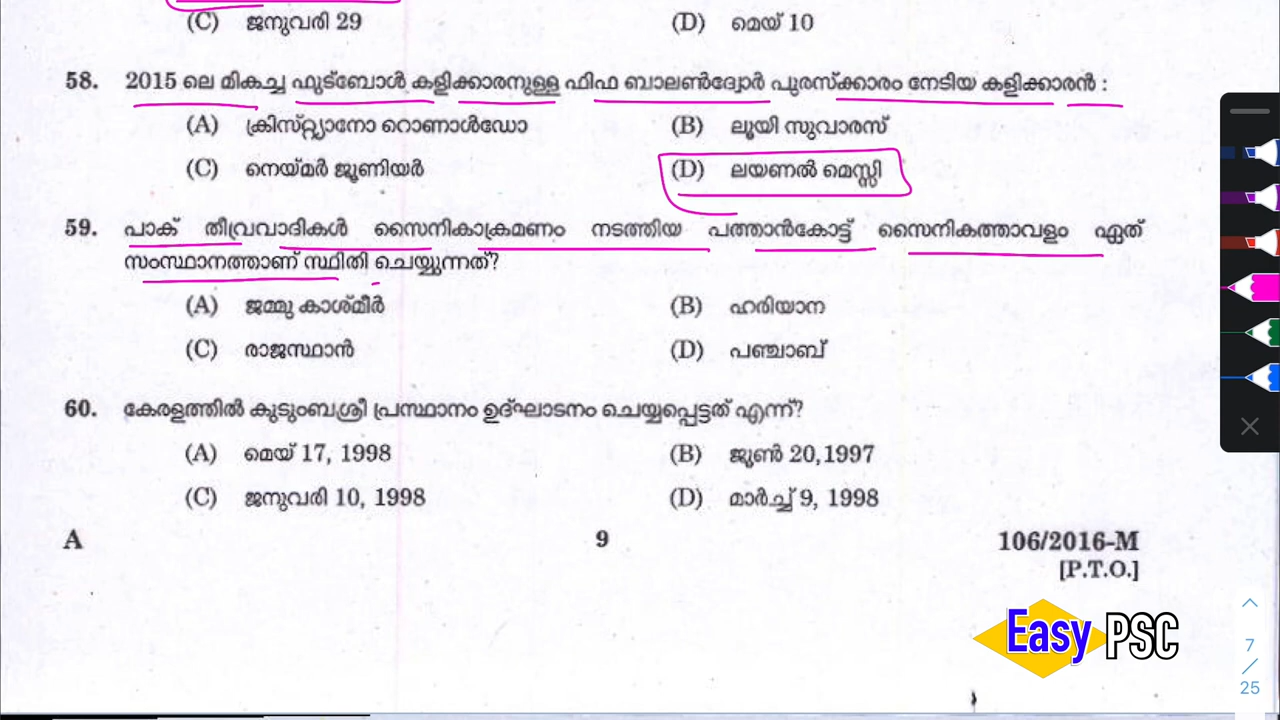 (C) ജനുവരി 29 (D) മെയ് 10
58. 2015 ലെ മികച്ച ഫുട്ബോൾ കളിക്കാരനുള്ള ഫിഫ ബാലൺദ്വോർ പുരസ്ക്കാരം നേടിയ കളിക്കാരൻ :
(A) ക്രിസ്റ്റ്യാനോ റൊണാൾഡോ (B) ലൂയി സുവാരസ്
(C) നെയ്മർ ജൂണിയർ (D) ലയണൽ മെസ്സി
59. പാക് തീവ്രവാദികൾ സൈനികാക്രമണം നടത്തിയ പത്താൻകോട്ട് സൈനികത്താവളം ഏത്
സംസ്ഥാനത്താണ് സ്ഥിതി ചെയ്യുന്നത്?
(A) ജമ്മു കാശ്മീർ (B) ഹരിയാന
(C) രാജസ്ഥാൻ (D) പഞ്ചാബ്
60. കേരളത്തിൽ കുടുംബശ്രീ പ്രസ്ഥാനം ഉദ്ഘാടനം ചെയ്യപ്പെട്ടത് എന്ന്?
(A) മെയ് 17, 1998 (B) ജൂൺ 20,1997
(C) ജനുവരി 10, 1998 (D) മാർച്ച് 9, 1998
A 9 106/2016-M
[P.T.O.]
Easy PSC
7
/
25